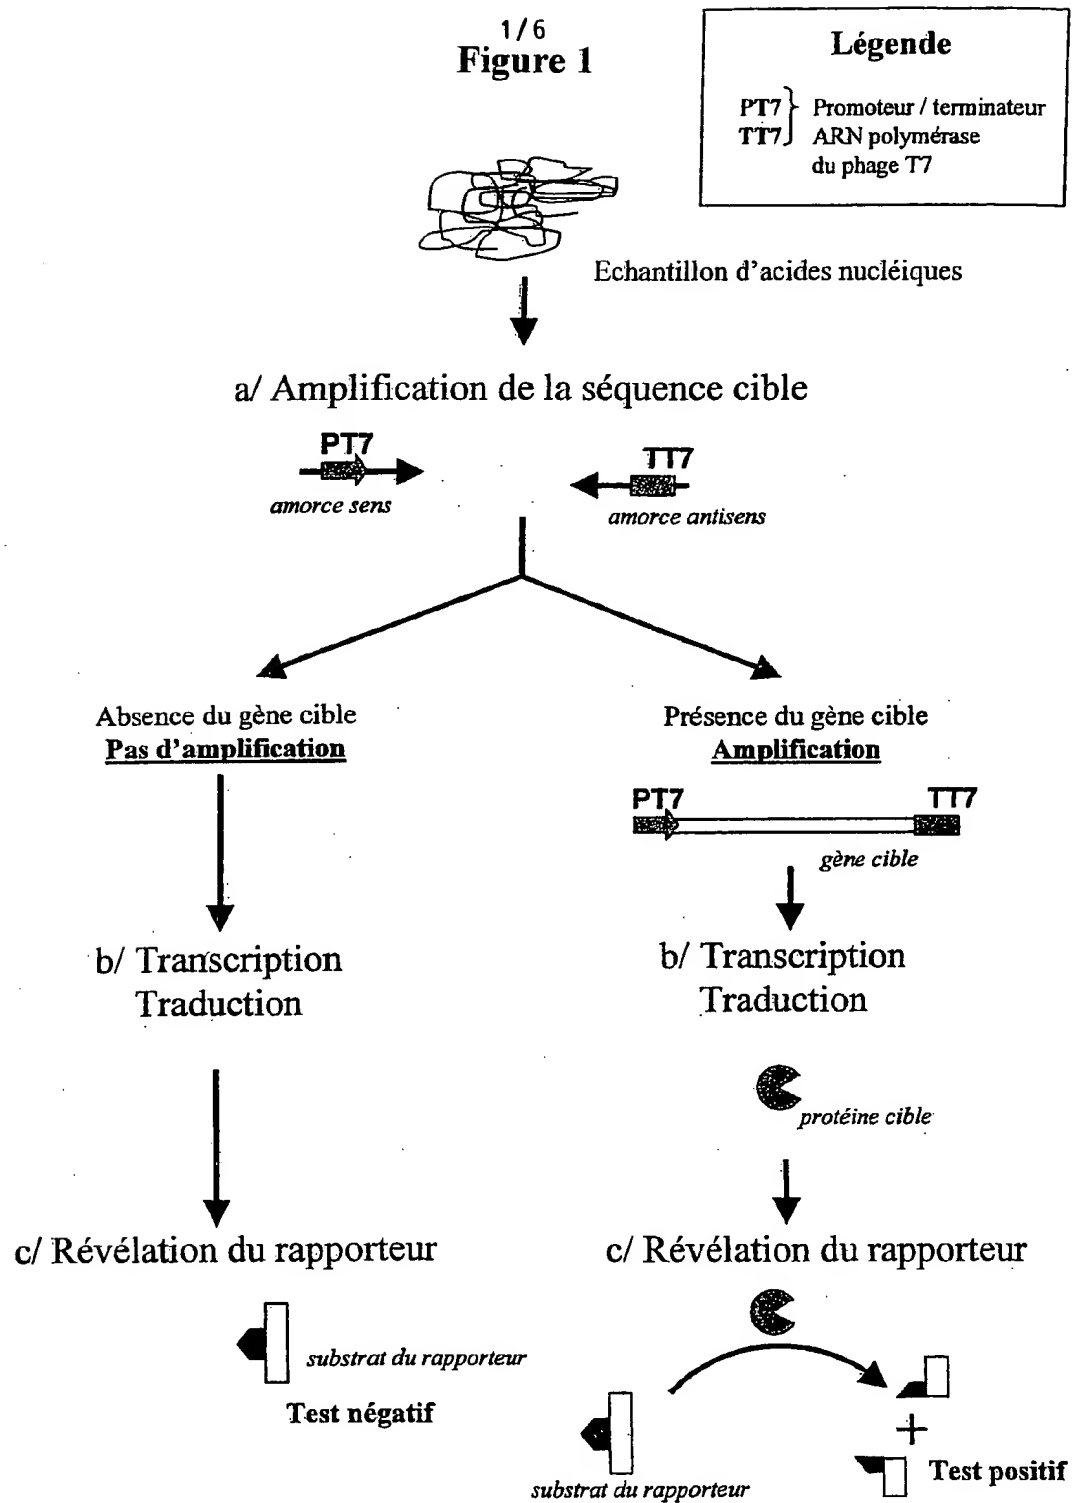 1/6
Figure 1
Légende
PT7 } Promoteur / terminateur
TT7 ARN polymérase
du phage T7
Echantillon d'acides nucléiques
a/ Amplification de la séquence cible
PT7
TT7
amorce sens
amorce antisens
Absence du gène cible
Pas d'amplification
Présence du gène cible
Amplification
PT7
TT7
gène cible
b/ Transcription
Traduction
b/ Transcription
Traduction
protéine cible
c/ Révélation du rapporteur
c/ Révélation du rapporteur
substrat du rapporteur
Test négatif
+
Test positif
substrat du rapporteur